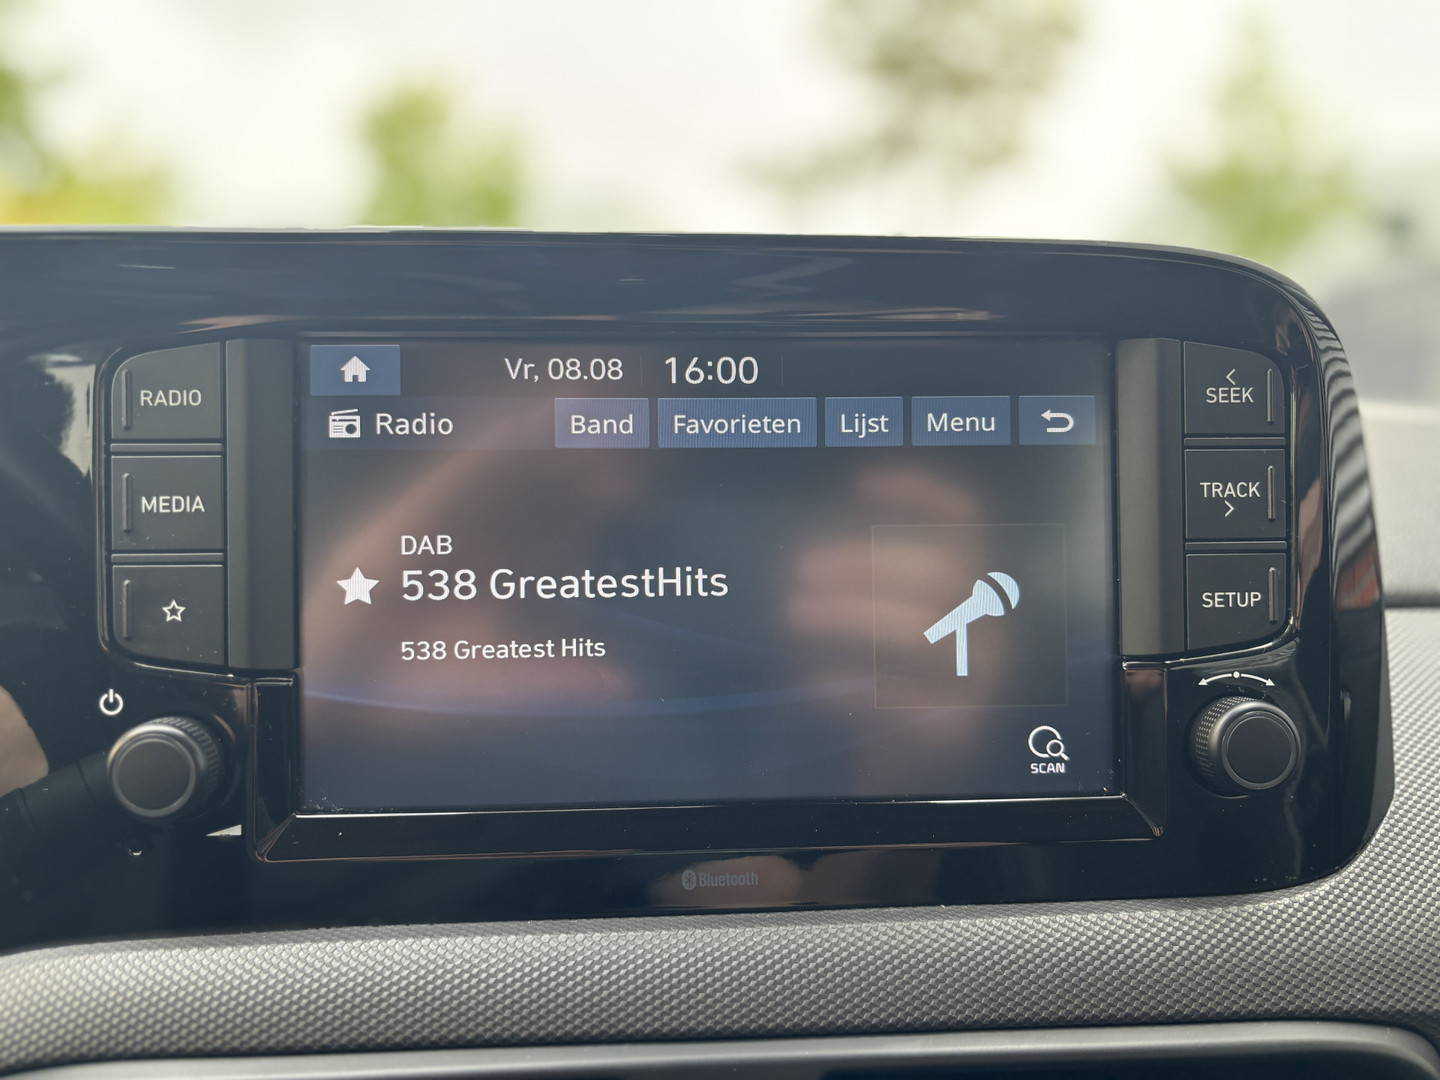 Vr, 08.08 16:00
Radio Band Favorieten Lijst Menu
DAB
538 GreatestHits
538 Greatest Hits
SCAN
RADIO
MEDIA
SEEK
TRACK
SETUP
Bluetooth